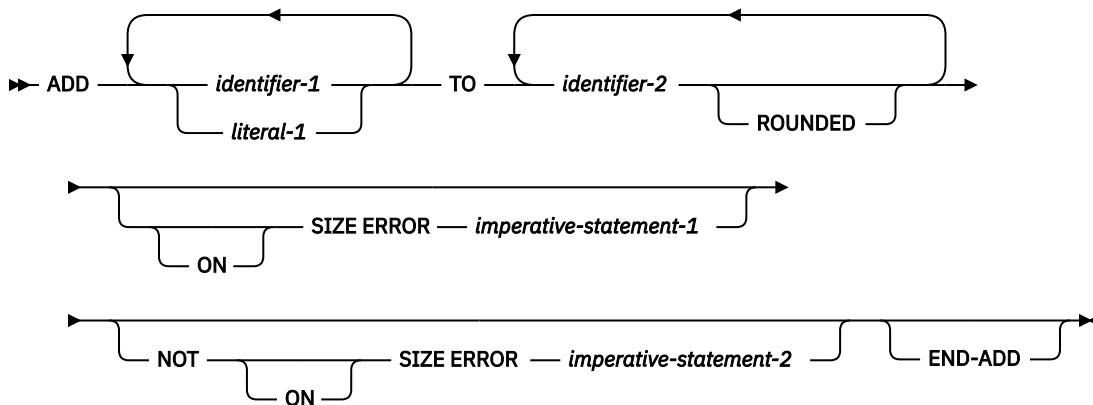 ADD identifier-1 TO identifier-2
literal-1 ROUNDED
SIZE ERROR imperative-statement-1
ON
NOT SIZE ERROR imperative-statement-2 END-ADD
ON